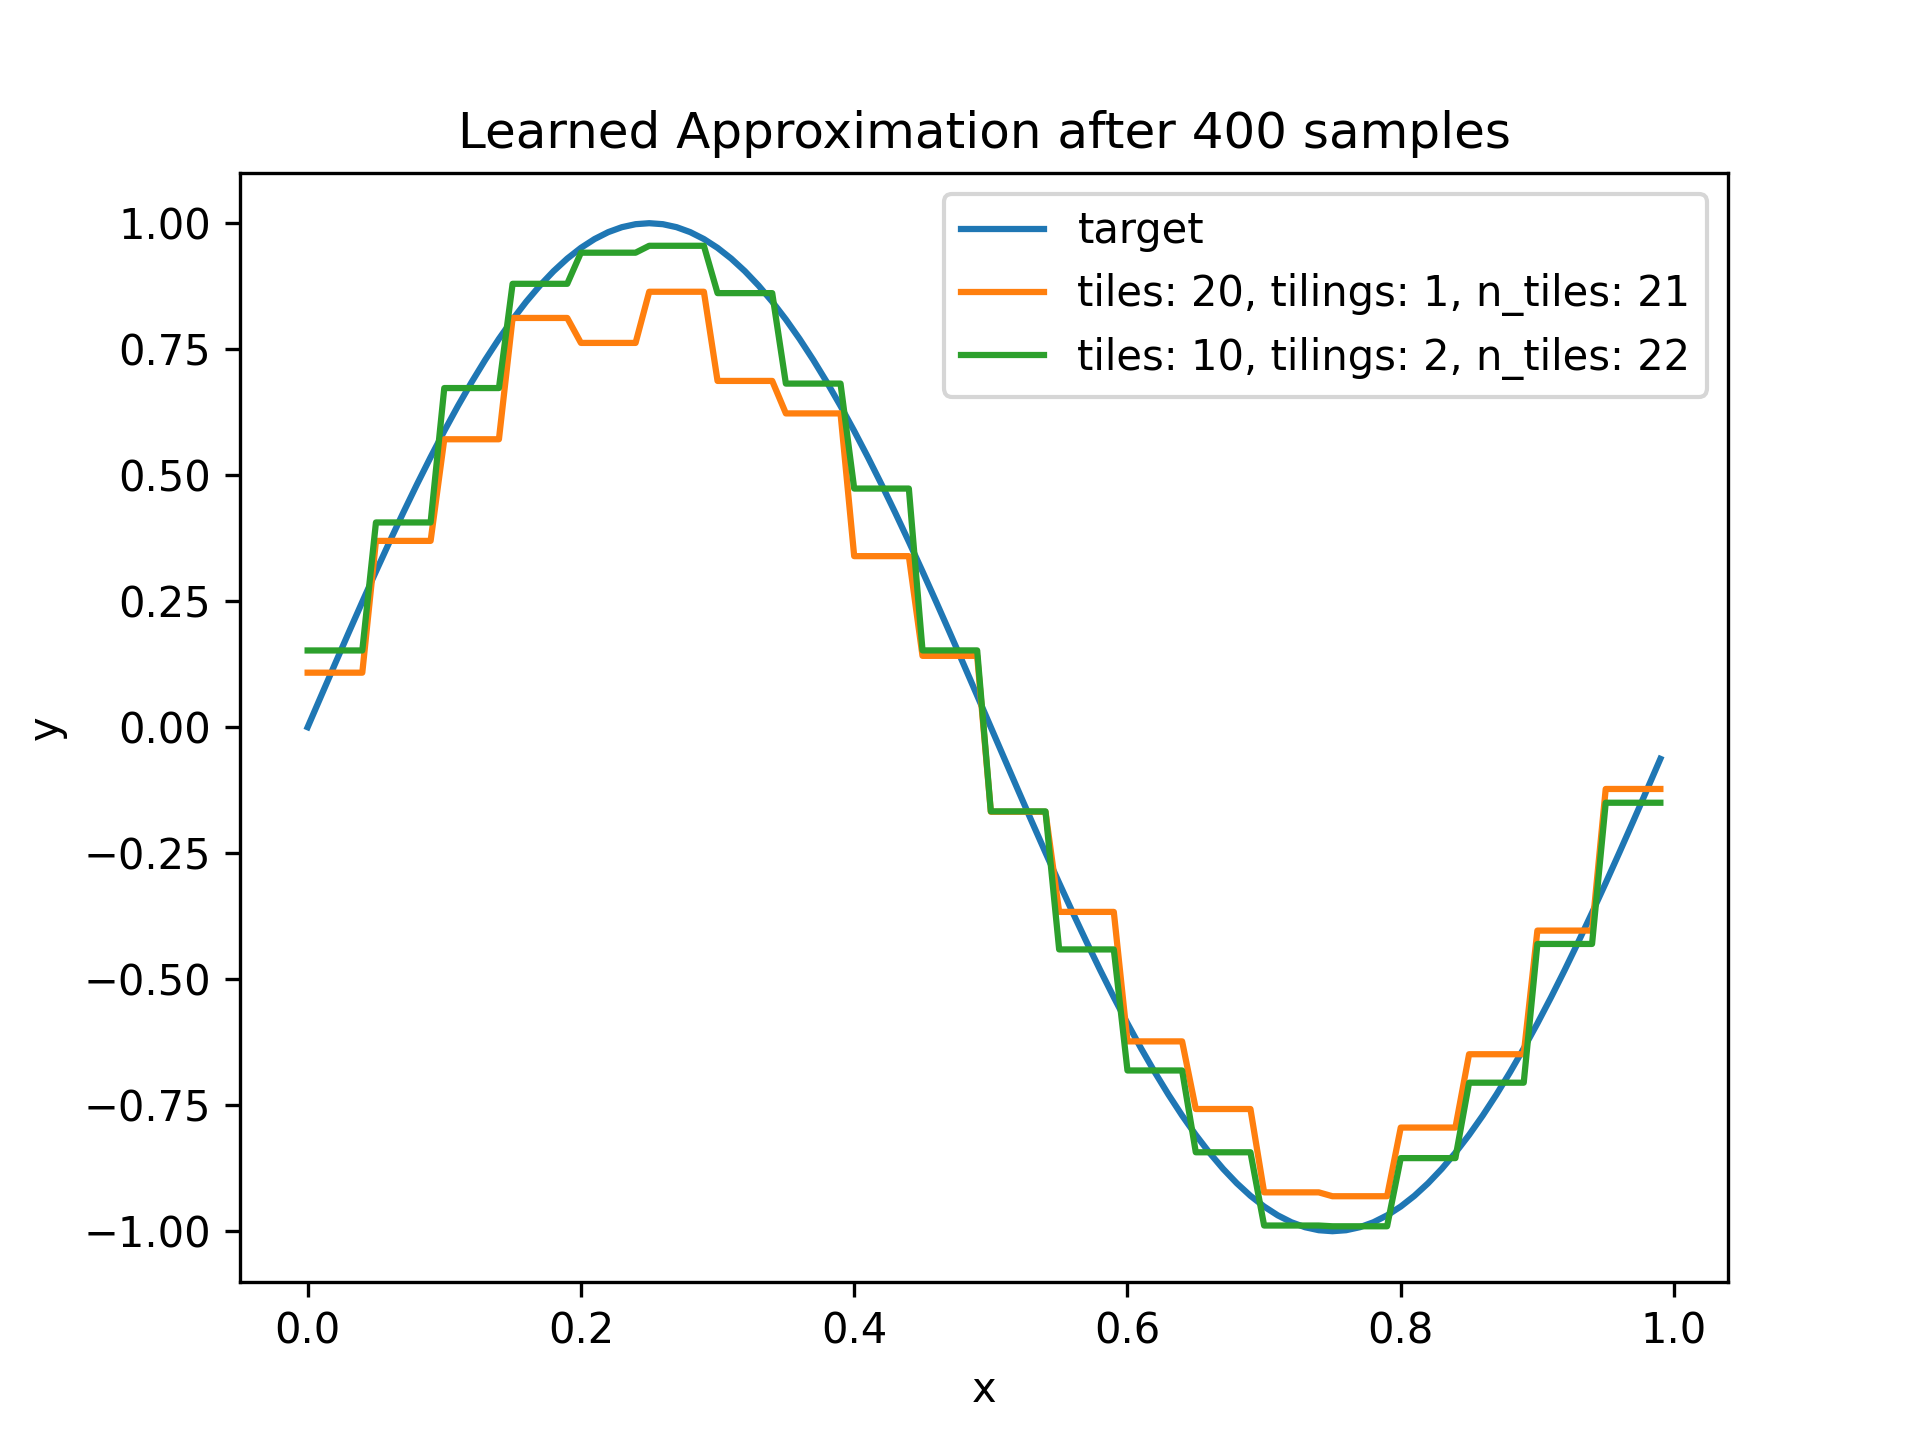 Learned Approximation after 400 samples
target
tiles: 20, tilings: 1, n_tiles: 21
tiles: 10, tilings: 2, n_tiles: 22
1.00
0.75
0.50
0.25
0.00
−0.25
−0.50
−0.75
−1.00
y
0.0 0.2 0.4 0.6 0.8 1.0
x